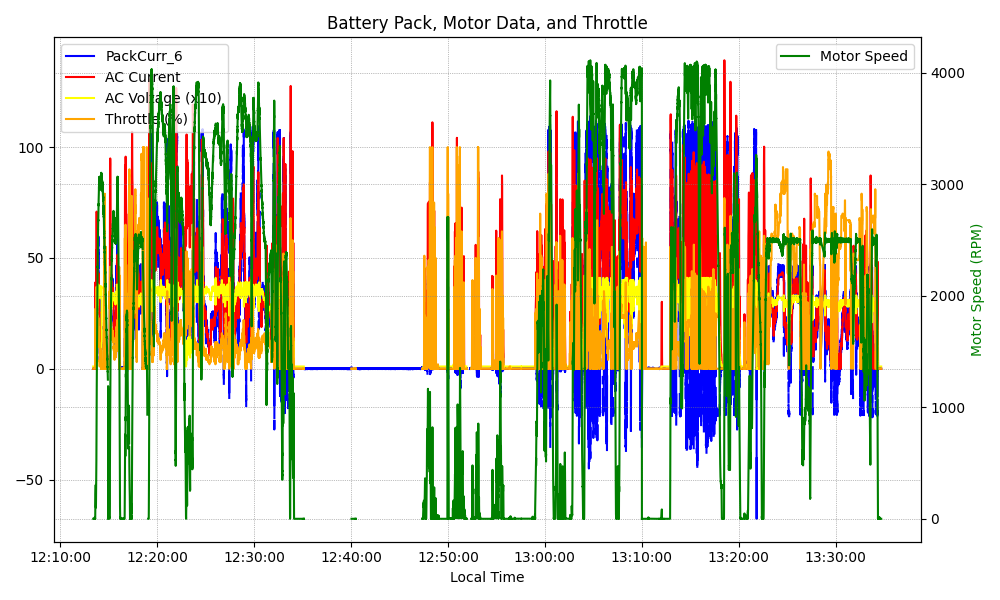 Battery Pack, Motor Data, and Throttle
PackCurr_6
AC Current
AC Voltage (x10)
Throttle (%)
Motor Speed
100
50
0
−50
4000
3000
2000
1000
0
Motor Speed (RPM)
12:10:00 12:20:00 12:30:00 12:40:00 12:50:00 13:00:00 13:10:00 13:20:00 13:30:00
Local Time